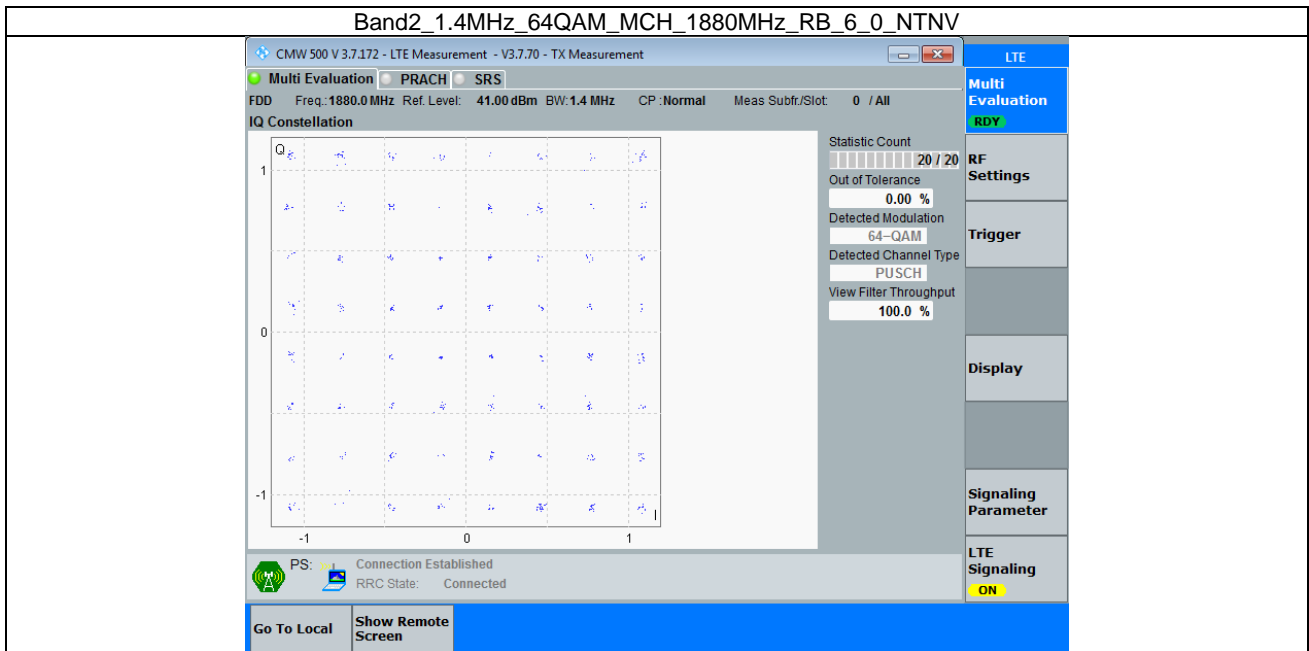 Band2_1.4MHz_64QAM_MCH_1880MHz_RB_6_0_NTNV
CMW 500 V 3.7.172 - LTE Measurement - V3.7.70 - TX Measurement
LTE
Multi Evaluation PRACH SRS
Multi
Evaluation
RDY
FDD Freq.:1880.0 MHz Ref. Level: 41.00 dBm BW:1.4 MHz CP :Normal Meas Subfr./Slot: 0 / All
IQ Constellation
Q
1
0
-1
I
-1 0 1
Statistic Count
20 / 20
Out of Tolerance
0.00 %
Detected Modulation
64-QAM
Detected Channel Type
PUSCH
View Filter Throughput
100.0 %
RF
Settings
Trigger
Display
Signaling
Parameter
LTE
Signaling
ON
PS: Connection Established
RRC State: Connected
Go To Local
Show Remote
Screen